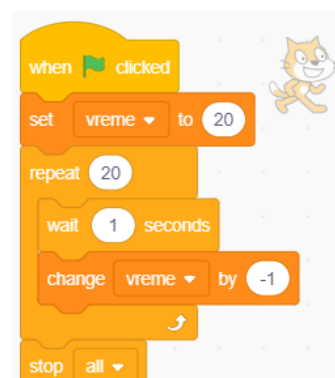 when clicked
set vreme to 20
repeat 20
wait 1 seconds
change vreme by -1
stop all